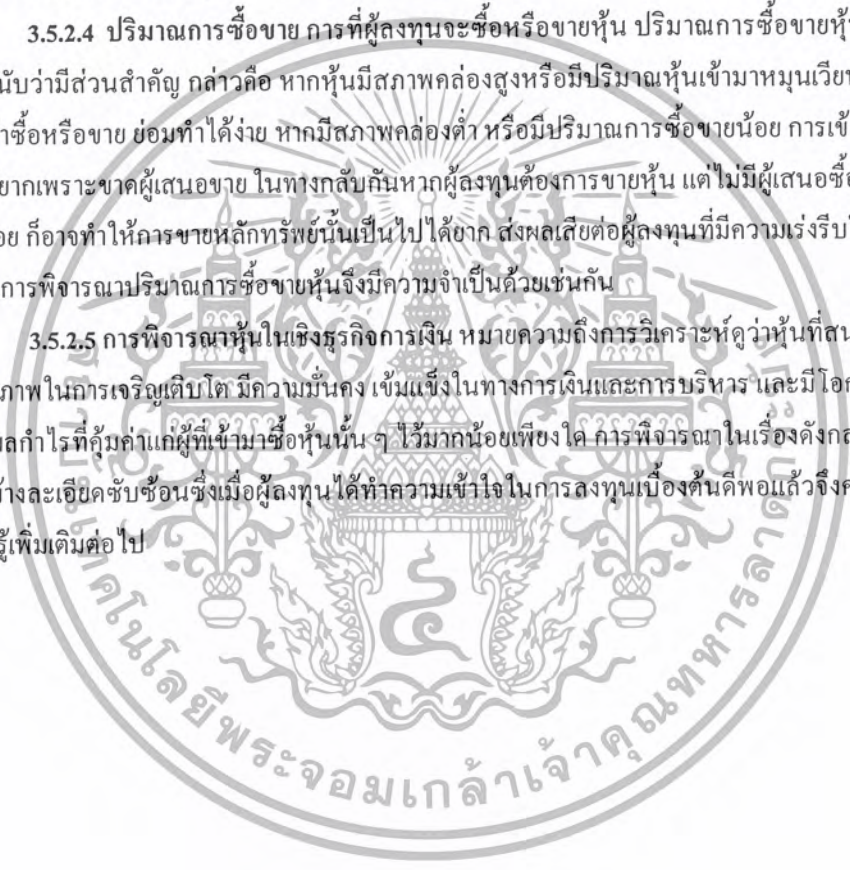 3.5.2.4 ปริมาณการซื้อขาย การที่ผู้ลงทุนจะซื้อหรือขายหุ้น ปริมาณการซื้อขายหุ้
นับว่ามีส่วนสำคัญ กล่าวคือ หากหุ้นมีสภาพคล่องสูงหรือมีปริมาณหุ้นเข้ามาหมุนเวีย
าซื้อหรือขาย ย่อมทำได้ง่าย หากมีสภาพคล่องต่ำ หรือมีปริมาณการซื้อขายน้อย การเข้
ยากเพราะขาดผู้เสนอขาย ในทางกลับกันหากผู้ลงทุนต้องการขายหุ้น แต่ไม่มีผู้เสนอซื้
อย ก็อาจทำให้การขายหลักทรัพย์นั้นเป็นไปได้ยาก ส่งผลเสียต่อผู้ลงทุนที่มีความเร่งรีบ
การพิจารณาปริมาณการซื้อขายหุ้นจึงมีความจำเป็นด้วยเช่นกัน
3.5.2.5 การพิจารณาหุ้นในเชิงธุรกิจการเงิน หมายความถึงการวิเคราะห์ดูว่าหุ้นที่สน
ภาพในการเจริญเติบโต มีความมั่นคง เข้มแข็งในทางการเงินและการบริหาร และมีโอก
ลกำไรที่คุ้มค่าแก่ผู้ที่เข้ามาซื้อหุ้นนั้น ๆ ไว้มากน้อยเพียงใด การพิจารณาในเรื่องดังกล
ข้างละเอียดซับซ้อนซึ่งเมื่อผู้ลงทุนได้ทำความเข้าใจในการลงทุนเบื้องต้นดีพอแล้วจึงค
รู้เพิ่มเติมต่อไป
คโนโลยีพระจอมเกล้าเจ้าคุณทหารลาดก